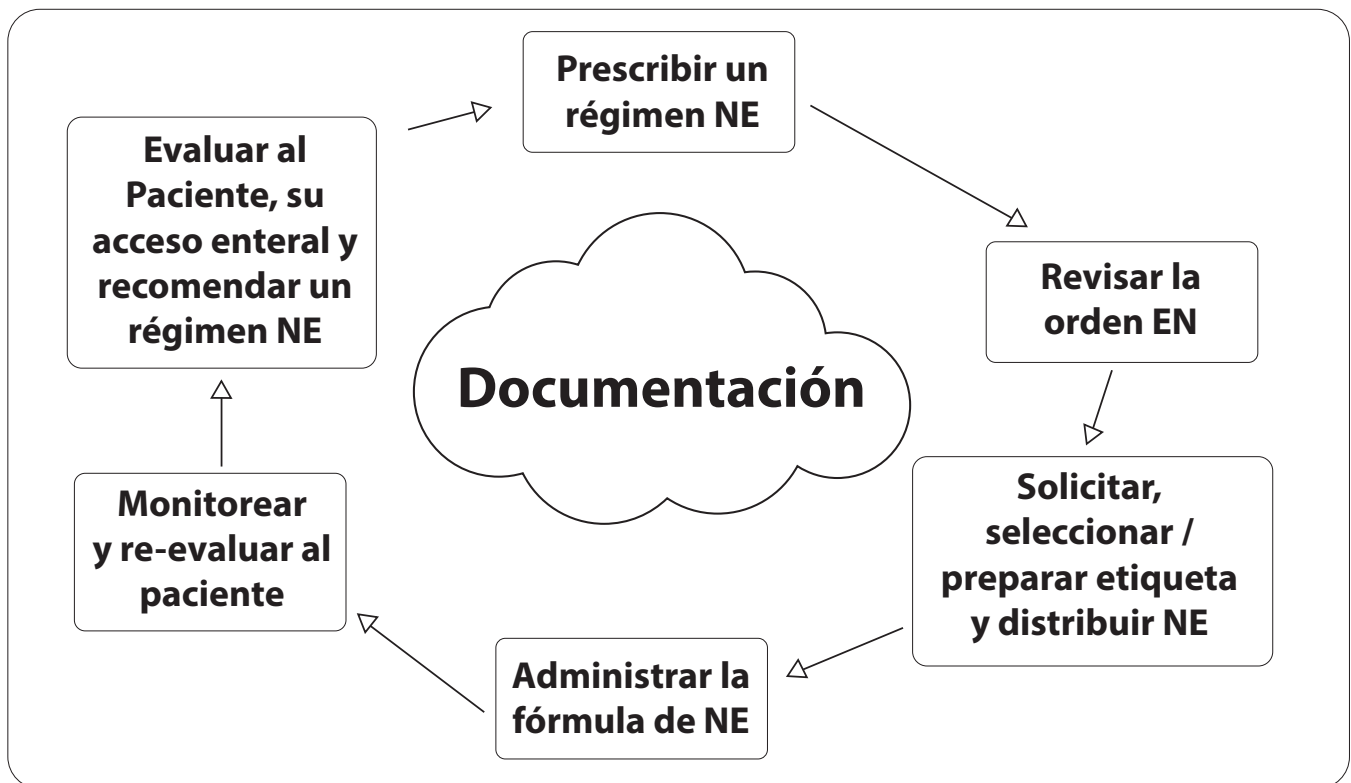 Prescribir un
régimen NE
Evaluar al
Paciente, su
acceso enteral y
recomendar un
régimen NE
Revisar la
orden EN
Documentación
Solicitar,
seleccionar /
preparar etiqueta
y distribuir NE
Monitorear
y re-evaluar al
paciente
Administrar la
fórmula de NE